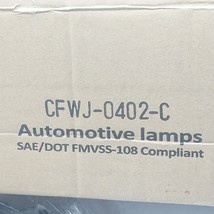 CFWJ-0402-C
Automotive lamps
SAE/DOT FMVSS-108 Compliant